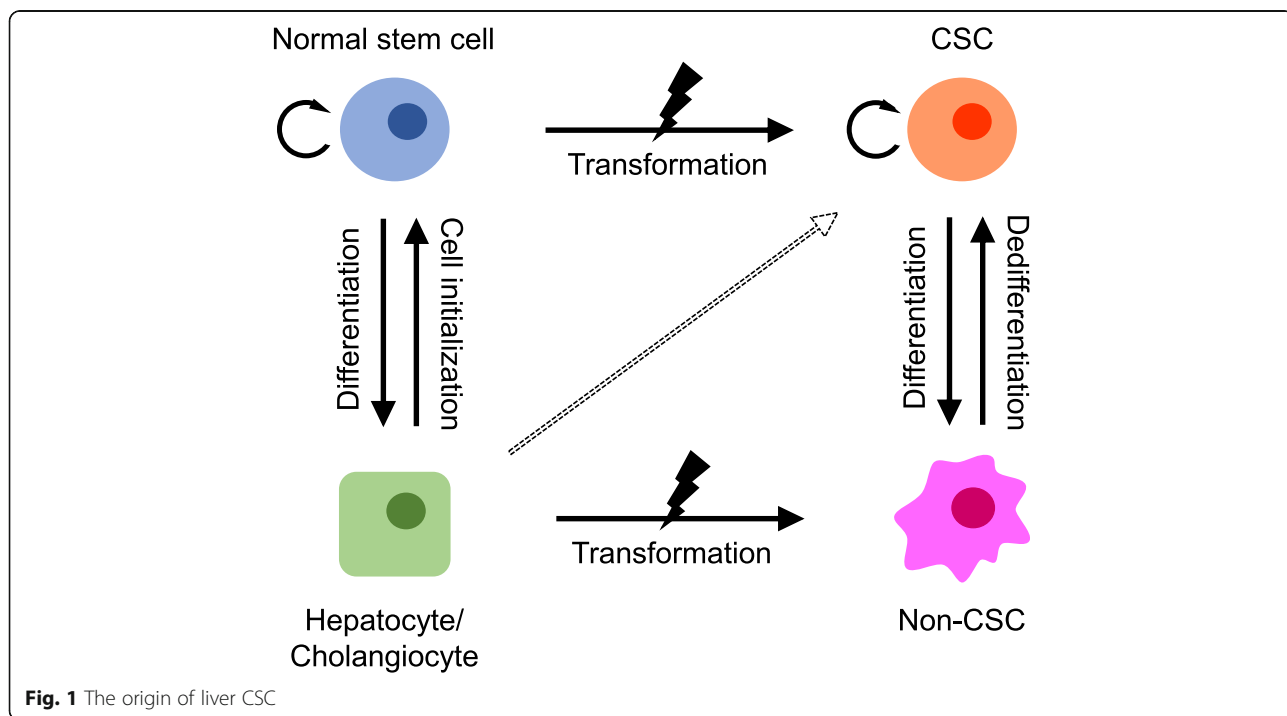 Normal stem cell
CSC
Transformation
Differentiation
Cell initialization
Differentiation
Dedifferentiation
Transformation
Hepatocyte/
Cholangiocyte
Non-CSC
Fig. 1 The origin of liver CSC